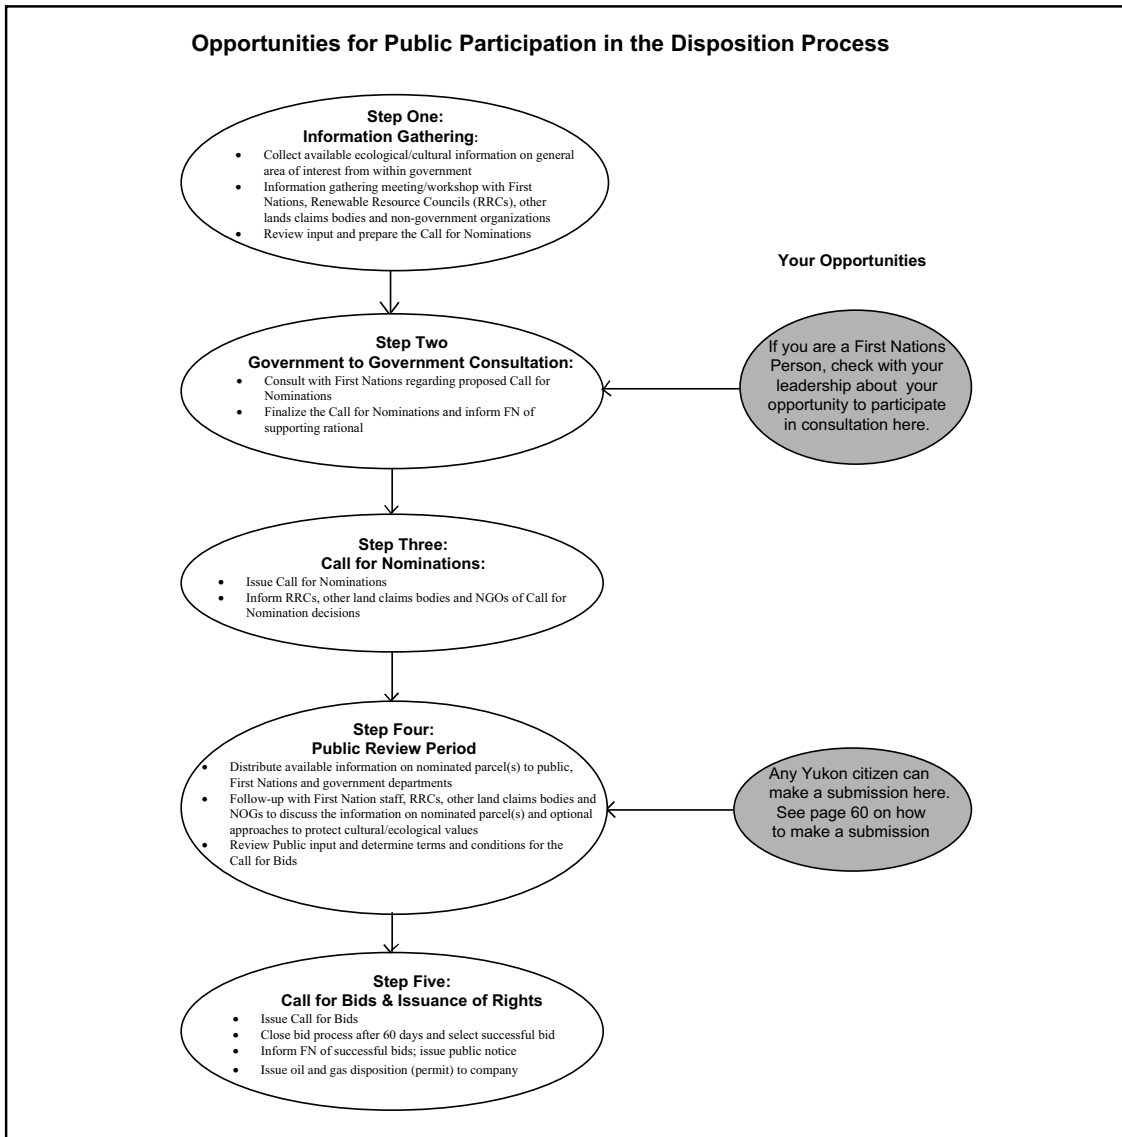 Opportunities for Public Participation in the Disposition Process
Step One:
Information Gathering:
• Collect available ecological/cultural information on general
area of interest from within government
• Information gathering meeting/workshop with First
Nations, Renewable Resource Councils (RRCs), other
lands claims bodies and non-government organizations
• Review input and prepare the Call for Nominations
Your Opportunities
Step Two
Government to Government Consultation:
• Consult with First Nations regarding proposed Call for
Nominations
• Finalize the Call for Nominations and inform FN of
supporting rational
If you are a First Nations
Person, check with your
leadership about your
opportunity to participate
in consultation here.
Step Three:
Call for Nominations:
• Issue Call for Nominations
• Inform RRCs, other land claims bodies and NGOs of Call for
Nomination decisions
Step Four:
Public Review Period
• Distribute available information on nominated parcel(s) to public,
First Nations and government departments
• Follow-up with First Nation staff, RRCs, other land claims bodies and
NOGs to discuss the information on nominated parcel(s) and optional
approaches to protect cultural/ecological values
• Review Public input and determine terms and conditions for the
Call for Bids
Any Yukon citizen can
make a submission here.
See page 60 on how
to make a submission
Step Five:
Call for Bids & Issuance of Rights
• Issue Call for Bids
• Close bid process after 60 days and select successful bid
• Inform FN of successful bids; issue public notice
• Issue oil and gas disposition (permit) to company